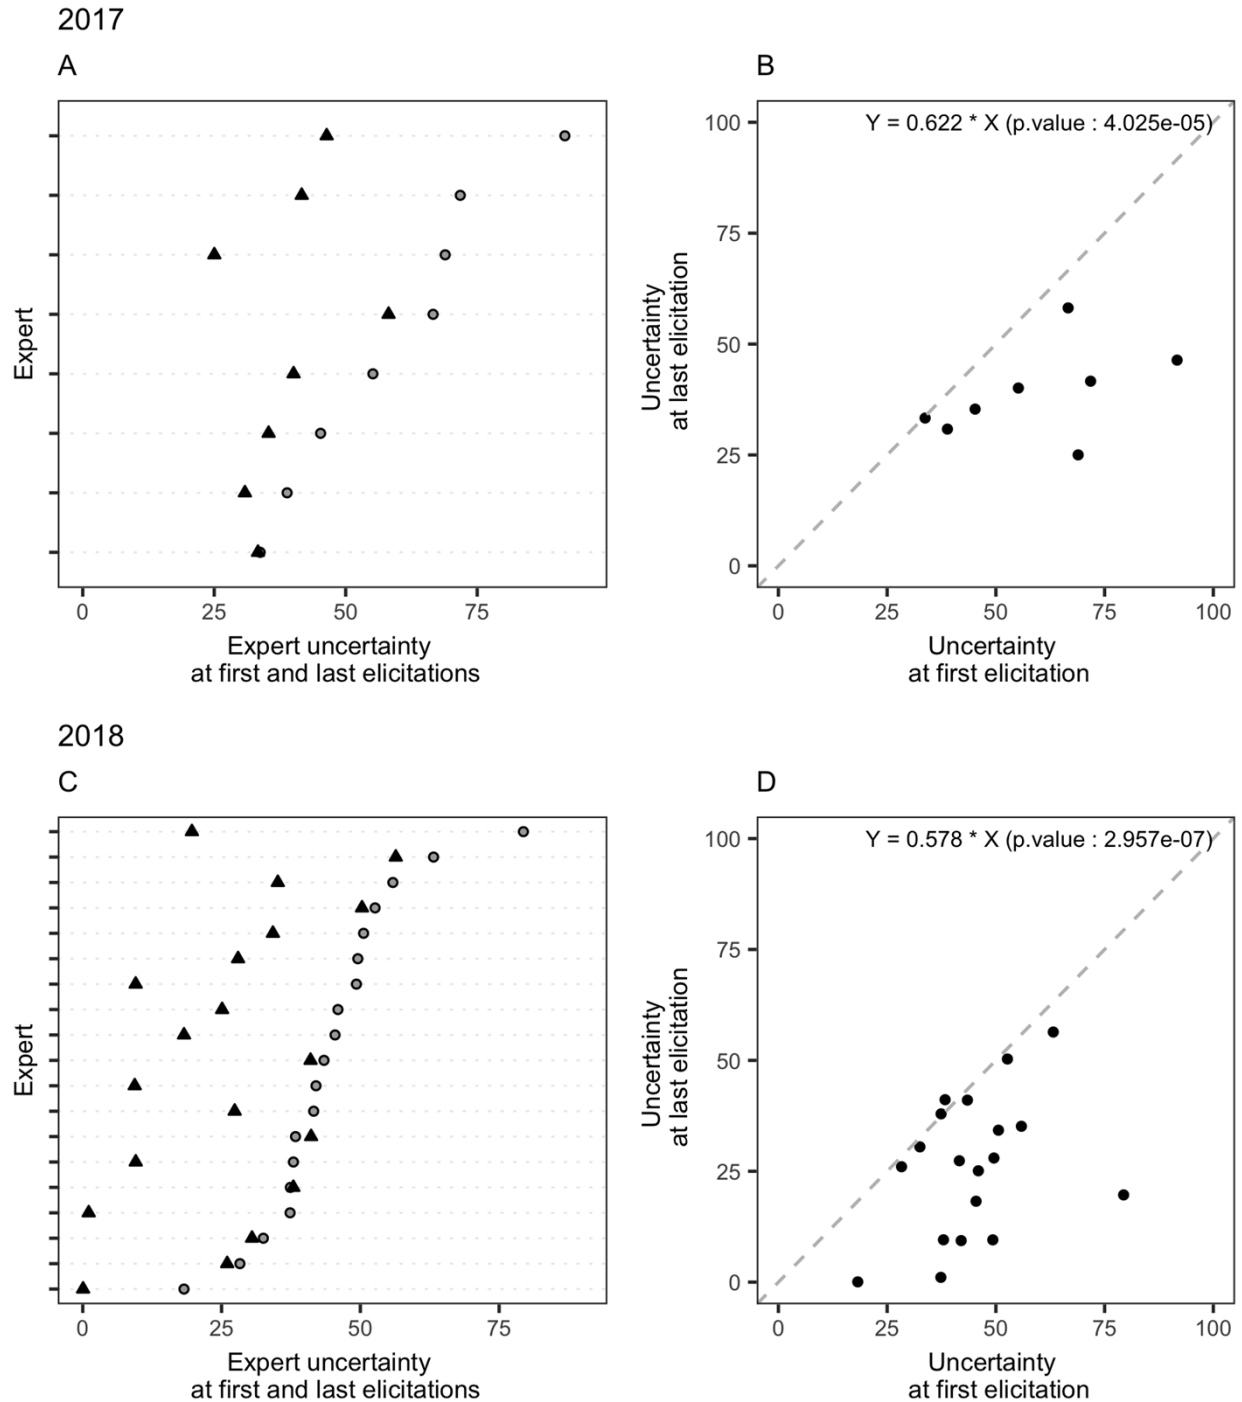 2017
A
Expert
0 25 50 75
Expert uncertainty
at first and last elicitations
B
Y = 0.622 * X (p.value : 4.025e-05)
100
75
50
25
0
Uncertainty
at last elicitation
0 25 50 75 100
Uncertainty
at first elicitation
2018
C
Expert
0 25 50 75
Expert uncertainty
at first and last elicitations
D
Y = 0.578 * X (p.value : 2.957e-07)
100
75
50
25
0
Uncertainty
at last elicitation
0 25 50 75 100
Uncertainty
at first elicitation